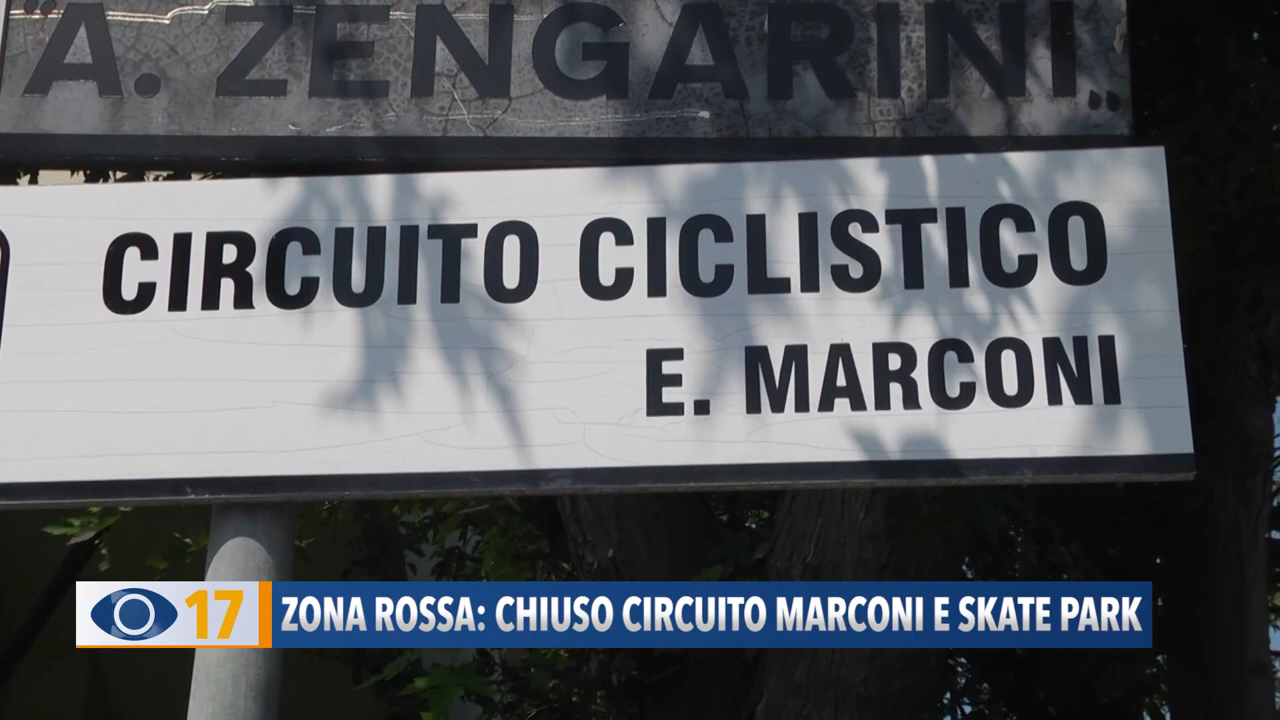 "A. ZENGARINI„
CIRCUITO CICLISTICO
E. MARCONI
17 ZONA ROSSA: CHIUSO CIRCUITO MARCONI E SKATE PARK